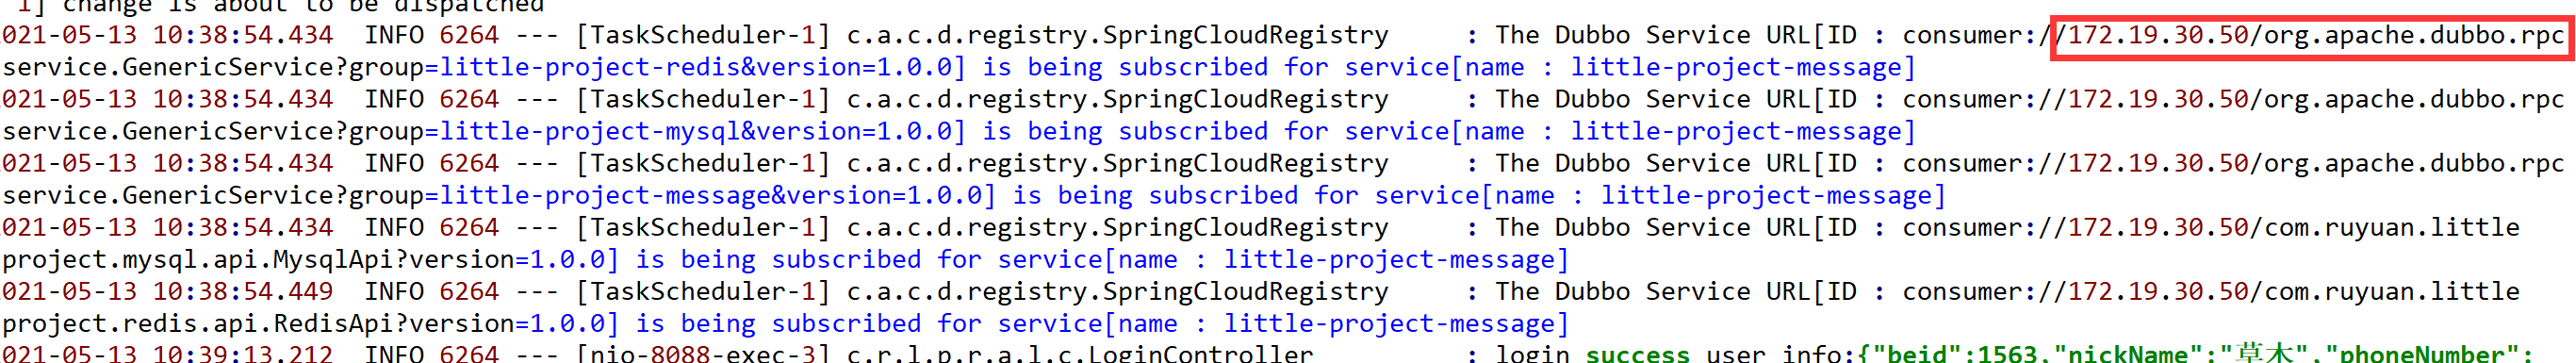 1] change is about to be dispatched
021-05-13 10:38:54.434  INFO 6264 --- [TaskScheduler-1] c.a.c.d.registry.SpringCloudRegistry     : The Dubbo Service URL[ID : consumer://172.19.30.50/org.apache.dubbo.rpc
service.GenericService?group=little-project-redis&version=1.0.0] is being subscribed for service[name : little-project-message]
021-05-13 10:38:54.434  INFO 6264 --- [TaskScheduler-1] c.a.c.d.registry.SpringCloudRegistry     : The Dubbo Service URL[ID : consumer://172.19.30.50/org.apache.dubbo.rpc
service.GenericService?group=little-project-mysql&version=1.0.0] is being subscribed for service[name : little-project-message]
021-05-13 10:38:54.434  INFO 6264 --- [TaskScheduler-1] c.a.c.d.registry.SpringCloudRegistry     : The Dubbo Service URL[ID : consumer://172.19.30.50/org.apache.dubbo.rpc
service.GenericService?group=little-project-message&version=1.0.0] is being subscribed for service[name : little-project-message]
021-05-13 10:38:54.434  INFO 6264 --- [TaskScheduler-1] c.a.c.d.registry.SpringCloudRegistry     : The Dubbo Service URL[ID : consumer://172.19.30.50/com.ruyuan.little
project.mysql.api.MysqlApi?version=1.0.0] is being subscribed for service[name : little-project-message]
021-05-13 10:38:54.449  INFO 6264 --- [TaskScheduler-1] c.a.c.d.registry.SpringCloudRegistry     : The Dubbo Service URL[ID : consumer://172.19.30.50/com.ruyuan.little
project.redis.api.RedisApi?version=1.0.0] is being subscribed for service[name : little-project-message]
021-05-13 10:39:13.212  INFO 6264 --- [nio-8088-exec-3] c.r.l.p.r.a.l.c.LoginController          : login success user info:{"beid":1563,"nickName":"草木","phoneNumber":